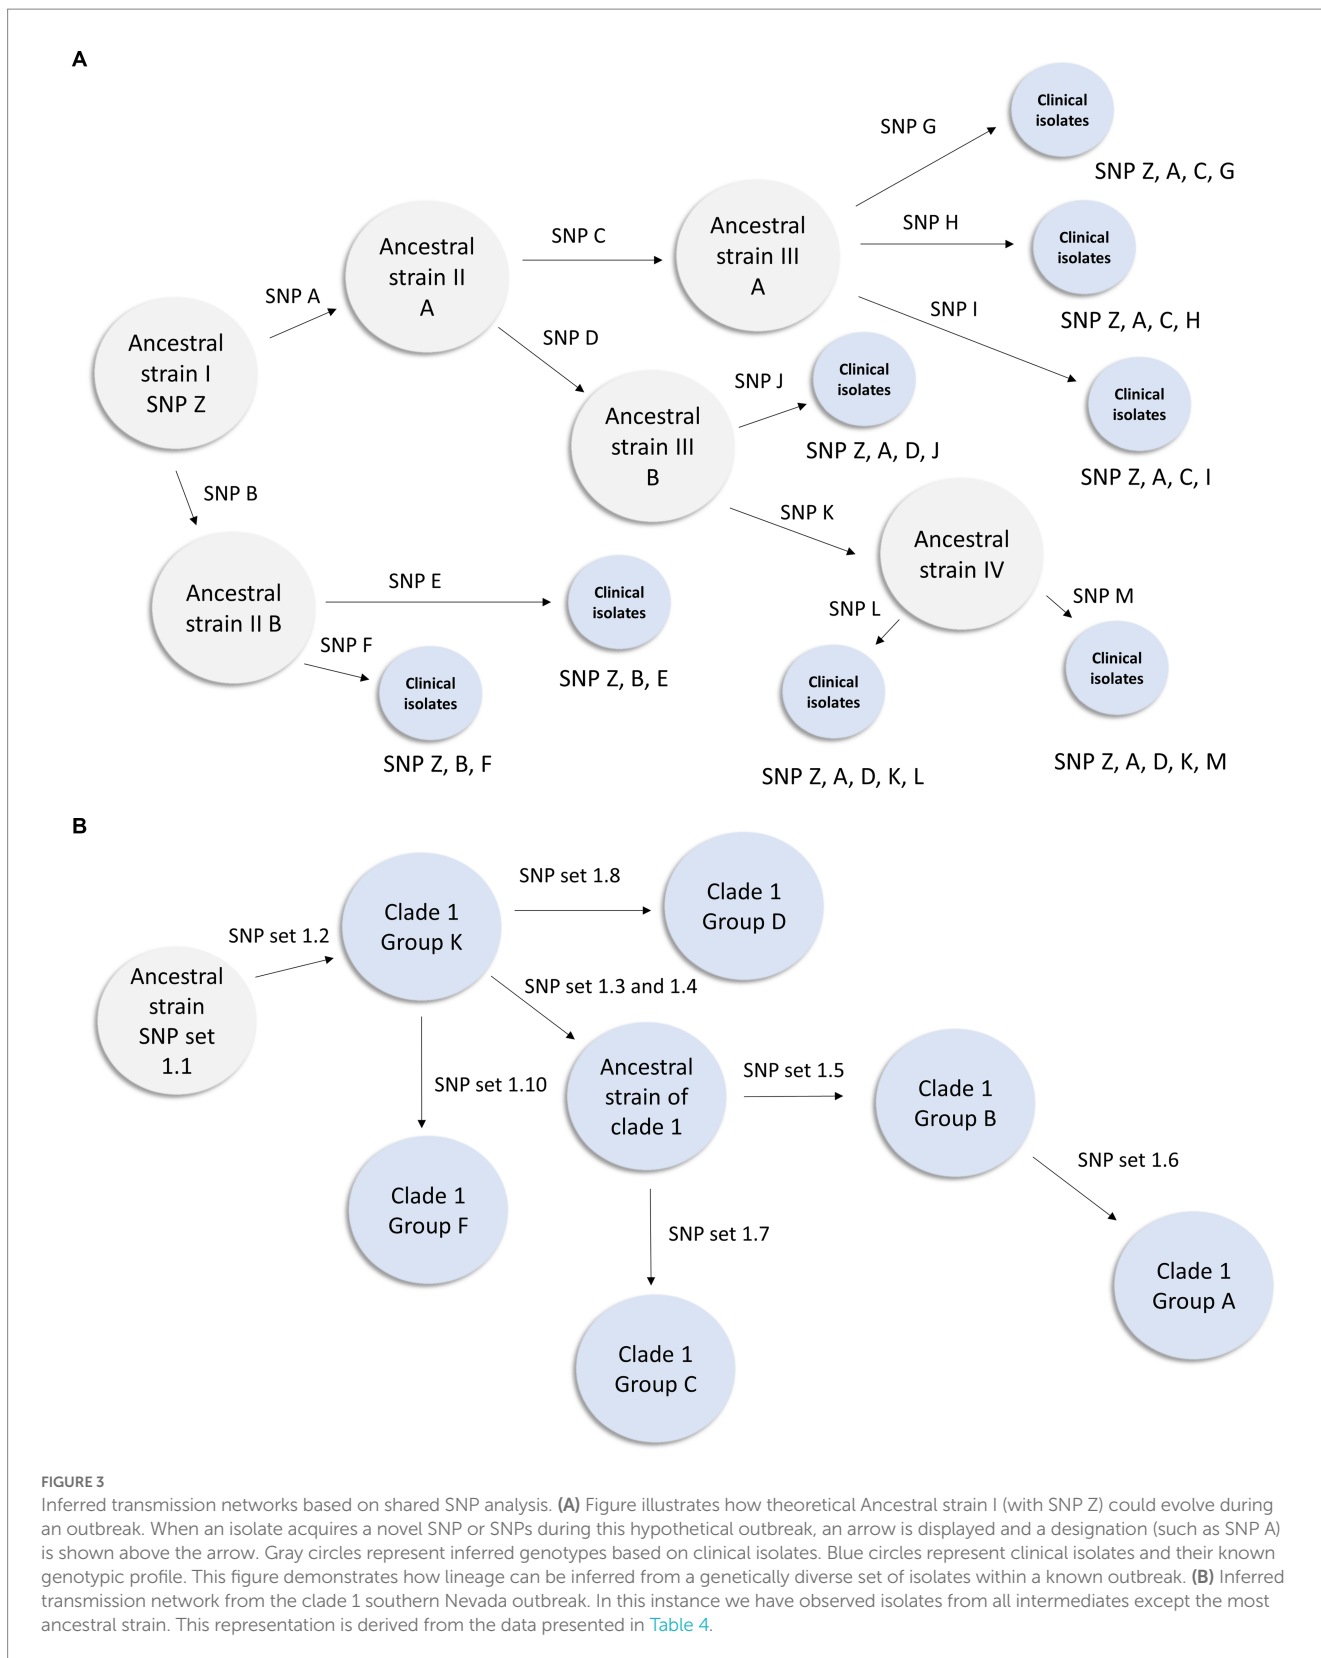 A
Clinical
isolates
SNP G
SNP Z, A, C, G
Ancestral
strain II
A
SNP C
Ancestral
strain III
A
SNP H
Clinical
isolates
SNP Z, A, C, H
SNP A
SNP I
Ancestral
strain I
SNP Z
SNP D
SNP J
Clinical
isolates
SNP Z, A, D, J
Clinical
isolates
SNP Z, A, C, I
Ancestral
strain III
B
SNP B
SNP K
Ancestral
strain IV
Ancestral
strain II B
SNP E
Clinical
isolates
SNP Z, B, E
SNP F
Clinical
isolates
SNP Z, B, F
SNP L
Clinical
isolates
SNP Z, A, D, K, L
SNP M
Clinical
isolates
SNP Z, A, D, K, M
B
Ancestral
strain
SNP set
1.1
SNP set 1.2
Clade 1
Group K
SNP set 1.8
Clade 1
Group D
SNP set 1.3 and 1.4
SNP set 1.10
Ancestral
strain of
clade 1
SNP set 1.5
Clade 1
Group B
SNP set 1.6
Clade 1
Group F
SNP set 1.7
Clade 1
Group A
Clade 1
Group C
FIGURE 3
Inferred transmission networks based on shared SNP analysis. (A) Figure illustrates how theoretical Ancestral strain I (with SNP Z) could evolve during
an outbreak. When an isolate acquires a novel SNP or SNPs during this hypothetical outbreak, an arrow is displayed and a designation (such as SNP A)
is shown above the arrow. Gray circles represent inferred genotypes based on clinical isolates. Blue circles represent clinical isolates and their known
genotypic profile. This figure demonstrates how lineage can be inferred from a genetically diverse set of isolates within a known outbreak. (B) Inferred
transmission network from the clade 1 southern Nevada outbreak. In this instance we have observed isolates from all intermediates except the most
ancestral strain. This representation is derived from the data presented in Table 4.